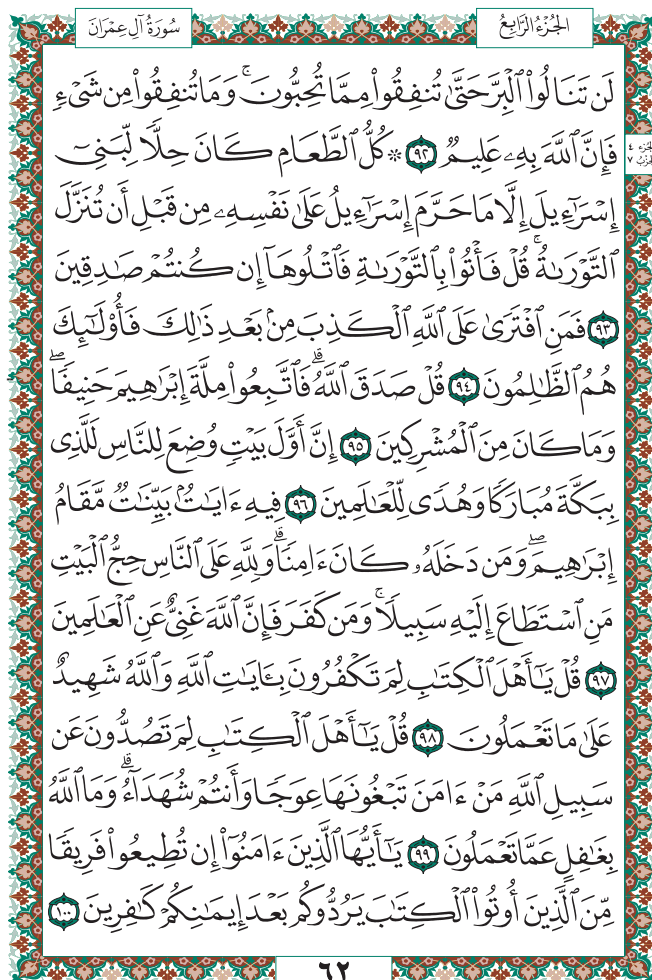 الجُزْءُ الرَّابِعُ
سُورَةُ آلِ عِمْرَانَ
لَن تَنَالُواْ ٱلْبِرَّ حَتَّىٰ تُنفِقُواْ مِمَّا تُحِبُّونَۚ وَمَا تُنفِقُواْ مِن شَىْءٍ
فَإِنَّ ٱللَّهَ بِهِۦ عَلِيمٌ ٩٢ ۞ كُلُّ ٱلطَّعَامِ كَانَ حِلًّا لِّبَنِىٓ
إِسْرَٰٓءِيلَ إِلَّا مَا حَرَّمَ إِسْرَٰٓءِيلُ عَلَىٰ نَفْسِهِۦ مِن قَبْلِ أَن تُنَزَّلَ
ٱلتَّوْرَىٰةُۚ قُلْ فَأْتُواْ بِٱلتَّوْرَىٰةِ فَٱتْلُوهَآ إِن كُنتُمْ صَٰدِقِينَ
٩٣ فَمَنِ ٱفْتَرَىٰ عَلَى ٱللَّهِ ٱلْكَذِبَ مِنۢ بَعْدِ ذَٰلِكَ فَأُوْلَٰٓئِكَ
هُمُ ٱلظَّٰلِمُونَ ٩٤ قُلْ صَدَقَ ٱللَّهُۗ فَٱتَّبِعُواْ مِلَّةَ إِبْرَٰهِيمَ حَنِيفًاۖ
وَمَا كَانَ مِنَ ٱلْمُشْرِكِينَ ٩٥ إِنَّ أَوَّلَ بَيْتٍ وُضِعَ لِلنَّاسِ لَلَّذِى
بِبَكَّةَ مُبَارَكًا وَهُدًى لِّلْعَٰلَمِينَ ٩٦ فِيهِ ءَايَٰتٌۢ بَيِّنَٰتٌ مَّقَامُ
إِبْرَٰهِيمَۖ وَمَن دَخَلَهُۥ كَانَ ءَامِنًاۗ وَلِلَّهِ عَلَى ٱلنَّاسِ حِجُّ ٱلْبَيْتِ
مَنِ ٱسْتَطَاعَ إِلَيْهِ سَبِيلًاۚ وَمَن كَفَرَ فَإِنَّ ٱللَّهَ غَنِىٌّ عَنِ ٱلْعَٰلَمِينَ
٩٧ قُلْ يَٰٓأَهْلَ ٱلْكِتَٰبِ لِمَ تَكْفُرُونَ بِـَٔايَٰتِ ٱللَّهِ وَٱللَّهُ شَهِيدٌ
عَلَىٰ مَا تَعْمَلُونَ ٩٨ قُلْ يَٰٓأَهْلَ ٱلْكِتَٰبِ لِمَ تَصُدُّونَ عَن
سَبِيلِ ٱللَّهِ مَنْ ءَامَنَ تَبْغُونَهَا عِوَجًا وَأَنتُمْ شُهَدَآءُۗ وَمَا ٱللَّهُ
بِغَٰفِلٍ عَمَّا تَعْمَلُونَ ٩٩ يَٰٓأَيُّهَا ٱلَّذِينَ ءَامَنُوٓاْ إِن تُطِيعُواْ فَرِيقًا
مِّنَ ٱلَّذِينَ أُوتُواْ ٱلْكِتَٰبَ يَرُدُّوكُم بَعْدَ إِيمَٰنِكُمْ كَٰفِرِينَ ١٠٠
٦٢